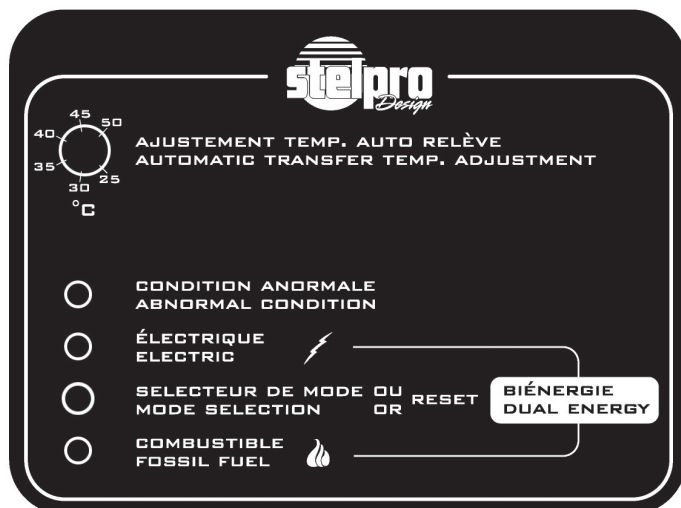 stelpro
Design
45
50
40
35
25
30
°C
AJUSTEMENT TEMP. AUTO RELÈVE
AUTOMATIC TRANSFER TEMP. ADJUSTMENT
CONDITION ANORMALE
ABNORMAL CONDITION
ÉLECTRIQUE
ELECTRIC
SELECTEUR DE MODE OU RESET
MODE SELECTION OR
BIÉNERGIE
DUAL ENERGY
COMBUSTIBLE
FOSSIL FUEL